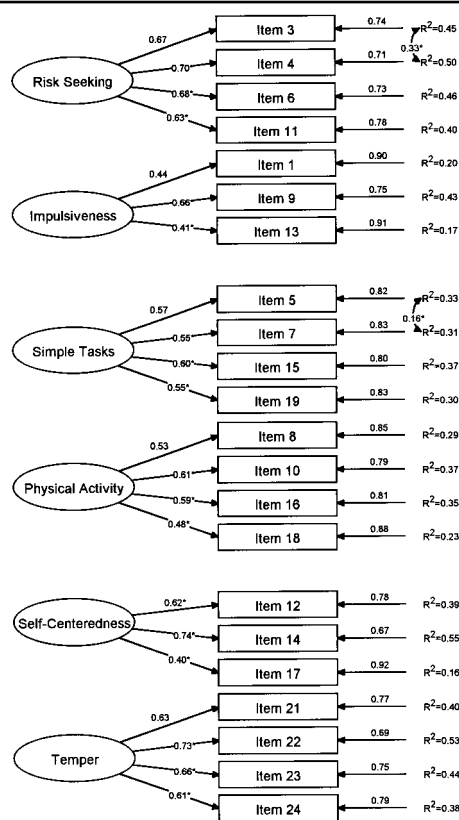 0.67
Item 3
0.74
R²=0.45
0.33*
Risk Seeking
0.70*
Item 4
0.71
R²=0.50
0.68*
Item 6
0.73
R²=0.46
0.63*
Item 11
0.78
R²=0.40
Impulsiveness
0.44
Item 1
0.90
R²=0.20
0.66*
Item 9
0.75
R²=0.43
0.41*
Item 13
0.91
R²=0.17
0.57
Item 5
0.82
R²=0.33
0.16*
Simple Tasks
0.55*
Item 7
0.83
R²=0.31
0.60*
Item 15
0.80
R²=0.37
0.55*
Item 19
0.83
R²=0.30
Physical Activity
0.53
Item 8
0.85
R²=0.29
0.61*
Item 10
0.79
R²=0.37
0.59*
Item 16
0.81
R²=0.35
0.48*
Item 18
0.88
R²=0.23
Self-Centeredness
0.62*
Item 12
0.78
R²=0.39
0.74*
Item 14
0.67
R²=0.55
0.40*
Item 17
0.92
R²=0.16
Temper
0.63
Item 21
0.77
R²=0.40
0.73*
Item 22
0.69
R²=0.53
0.66*
Item 23
0.75
R²=0.44
0.61*
Item 24
0.79
R²=0.38